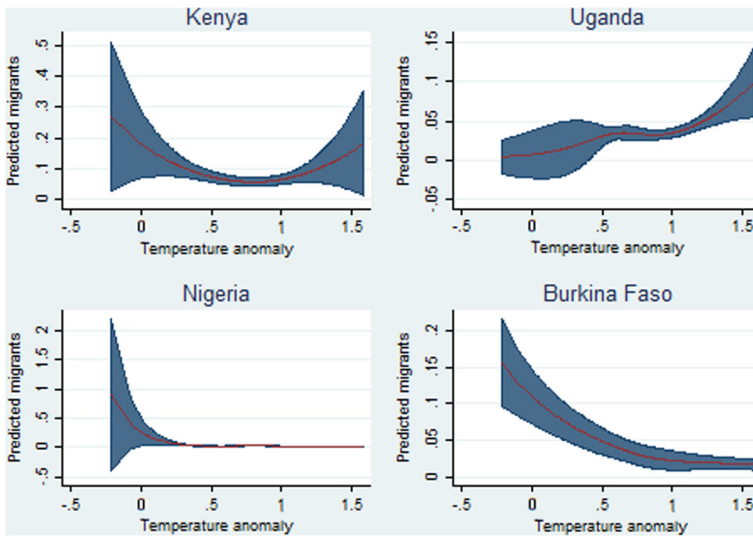 Kenya
Predicted migrants
.5
.4
.3
.2
.1
0
-.5 0 .5 1 1.5
Temperature anomaly
Uganda
Predicted migrants
.15
.1
.05
0
-.05
-.5 0 .5 1 1.5
Temperature anomaly
Nigeria
Predicted migrants
2
1.5
1
.5
0
-.5
-.5 0 .5 1 1.5
Temperature anomaly
Burkina Faso
Predicted migrants
.2
.15
.1
.05
0
-.5 0 .5 1 1.5
Temperature anomaly